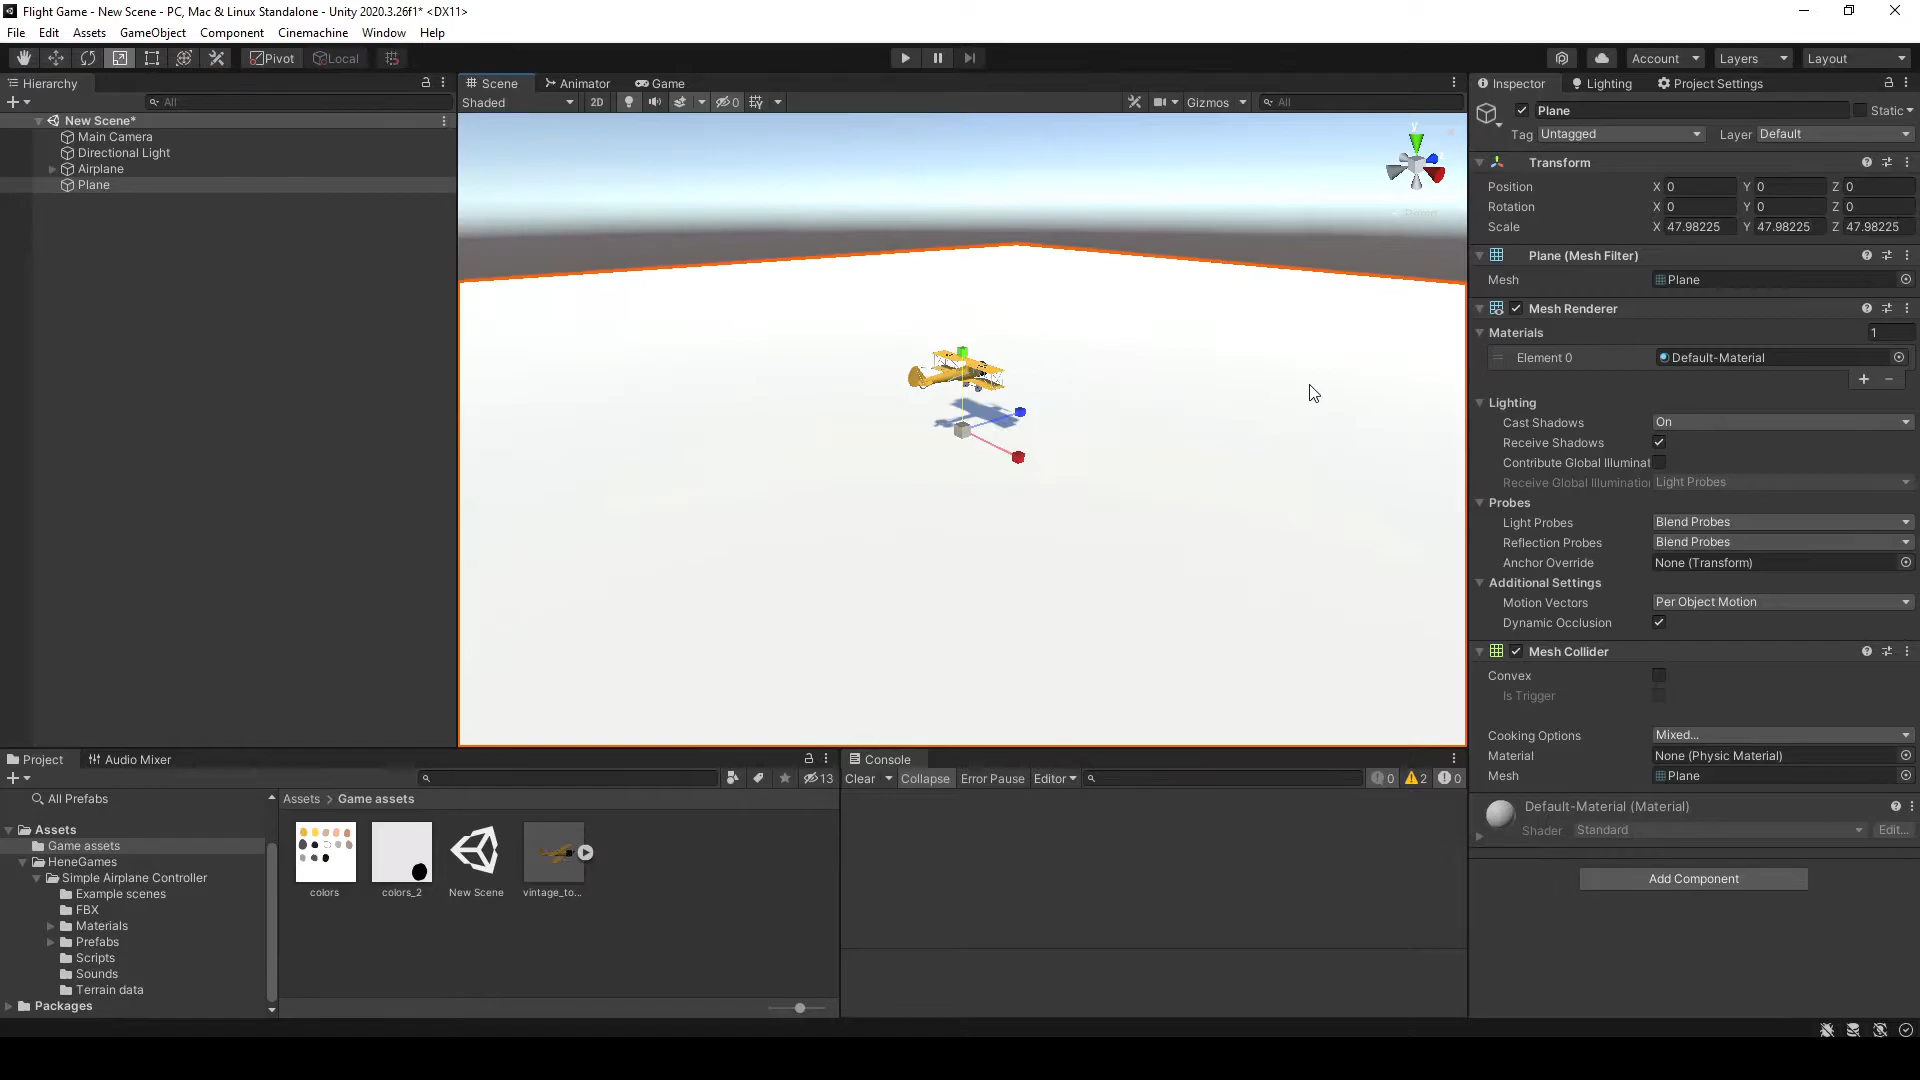 Flight Game - New Scene - PC, Mac & Linux Standalone - Unity 2020.3.26f1* <DX11>
File Edit Assets GameObject Component Cinemachine Window Help
Pivot Local Account Layers Layout
Hierarchy
All
New Scene*
Main Camera
Directional Light
Airplane
Plane
Scene Animator Game
Shaded 2D 0 Gizmos All
y
Persp
Inspector Lighting Project Settings
Plane Static
Tag Untagged Layer Default
Transform
Position X 0 Y 0 Z 0
Rotation X 0 Y 0 Z 0
Scale X 47.98225 Y 47.98225 Z 47.98225
Plane (Mesh Filter)
Mesh Plane
Mesh Renderer
Materials 1
Element 0 Default-Material
Lighting
Cast Shadows On
Receive Shadows
Contribute Global Illuminat
Receive Global Illumination Light Probes
Probes
Light Probes Blend Probes
Reflection Probes Blend Probes
Anchor Override None (Transform)
Additional Settings
Motion Vectors Per Object Motion
Dynamic Occlusion
Mesh Collider
Convex
Is Trigger
Cooking Options Mixed...
Material None (Physic Material)
Mesh Plane
Default-Material (Material)
Shader Standard Edit...
Add Component
Project Audio Mixer
13
All Prefabs
Assets
Game assets
HeneGames
Simple Airplane Controller
Example scenes
FBX
Materials
Prefabs
Scripts
Sounds
Terrain data
Packages
Assets > Game assets
colors colors_2 New Scene vintage_to...
Console
Clear Collapse Error Pause Editor 0 2 0